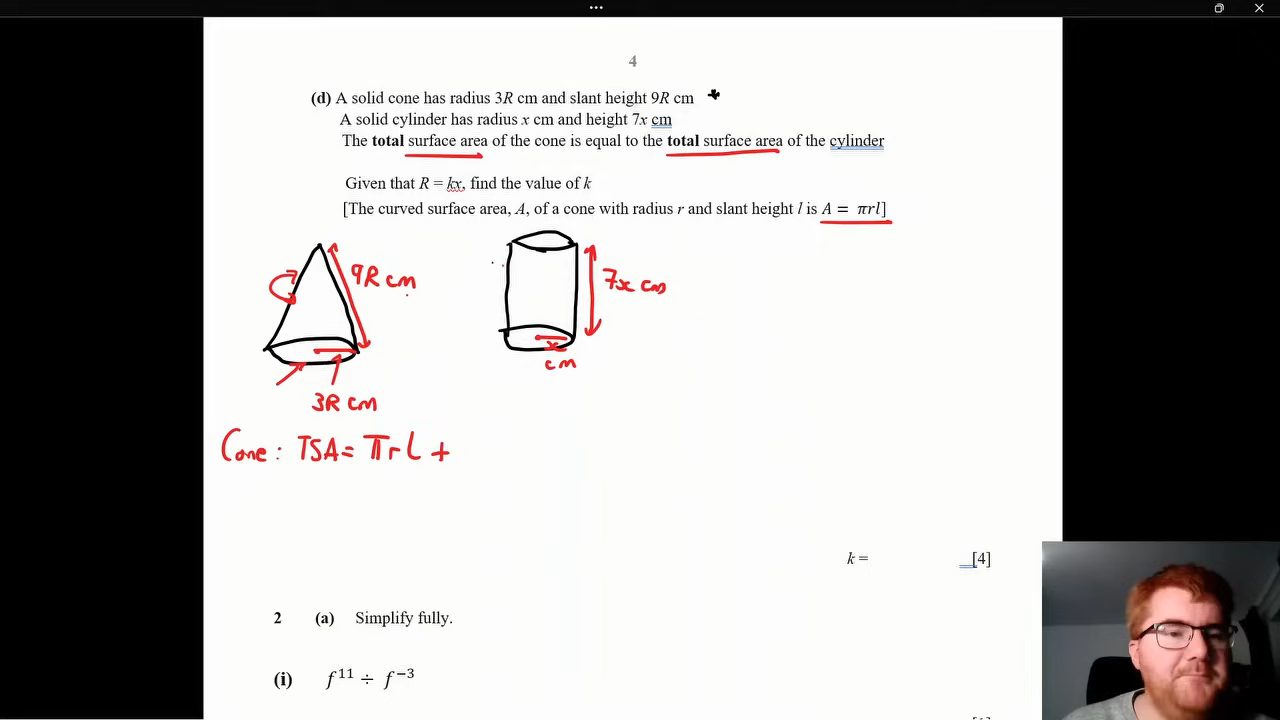 4
(d) A solid cone has radius 3R cm and slant height 9R cm
A solid cylinder has radius x cm and height 7x cm
The total surface area of the cone is equal to the total surface area of the cylinder
Given that R = kx, find the value of k
[The curved surface area, A, of a cone with radius r and slant height l is A = πrl]
9R cm
7x cm
x
cm
3R cm
Cone: TSA = πrl +
k = [4]
2 (a) Simplify fully.
(i) f¹¹ ÷ f⁻³